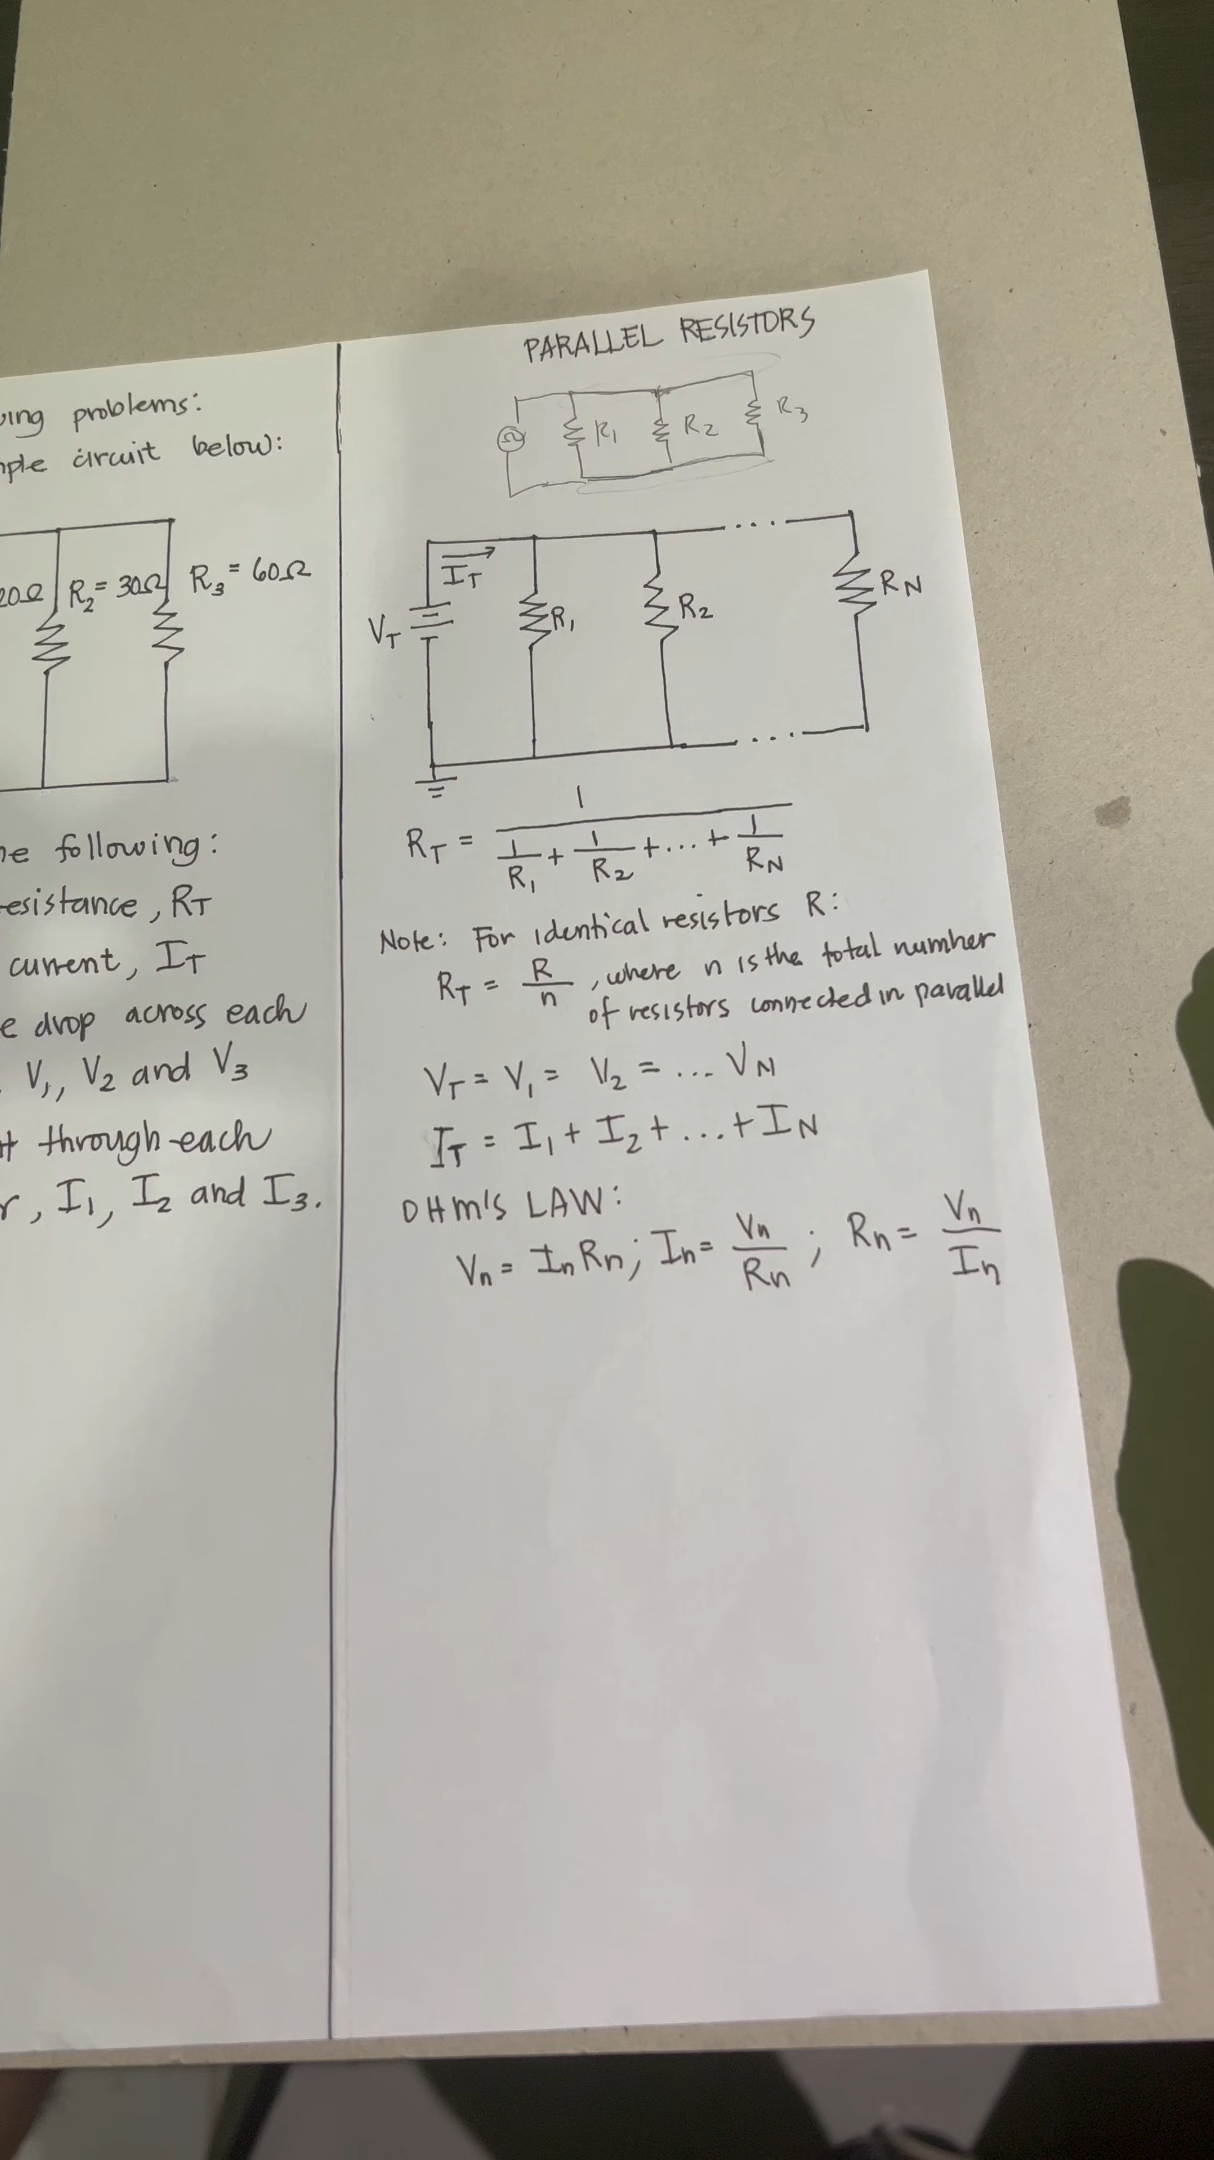 problems:
circuit below:
R2 = 30Ω R3 = 60Ω
following:
RT
current, IT
drop across each
V1, V2 and V3
through each
, I1, I2 and I3.
PARALLEL RESISTORS
R1 R2 R3
IT
VT R1 R2 ... RN
...
RT = 1 / (1/R1 + 1/R2 + ... + 1/RN)
Note: For identical resistors R:
RT = R/n , where n is the total number
of resistors connected in parallel
VT = V1 = V2 = ... VN
IT = I1 + I2 + ... + IN
OHM'S LAW:
Vn = In Rn; In = Vn/Rn ; Rn = Vn/In